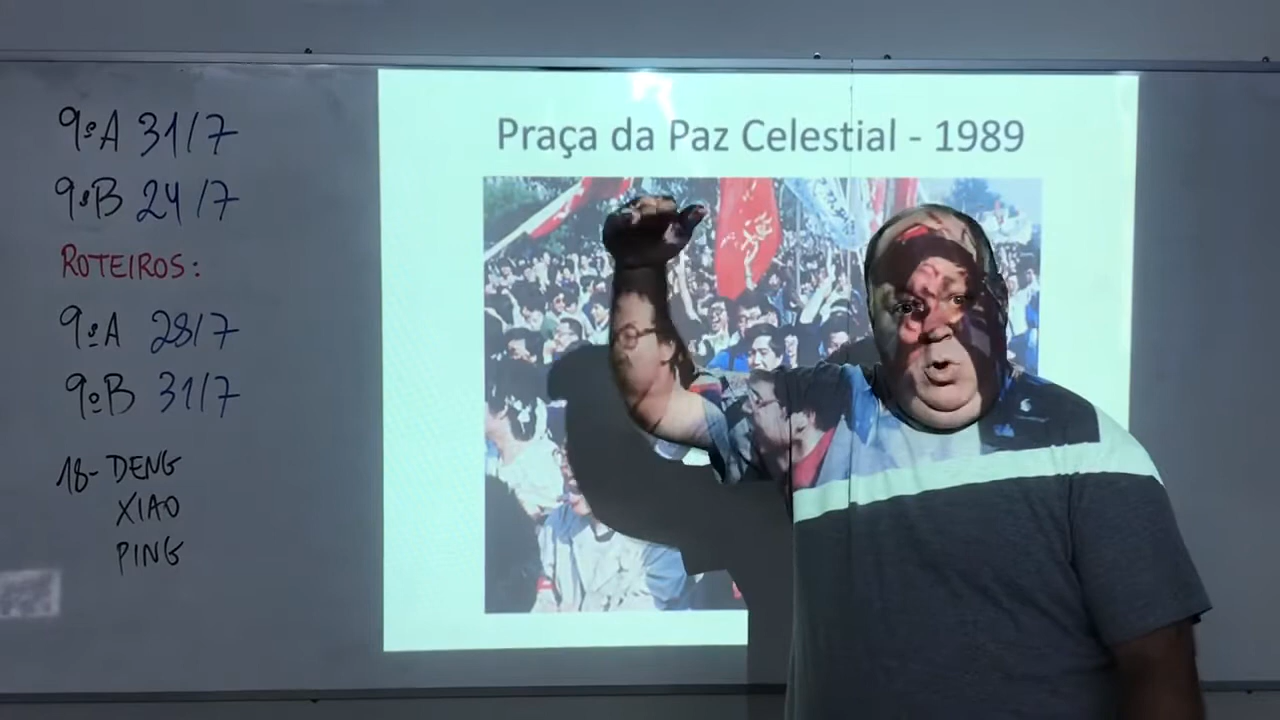 9ºA 31/7
9ºB 24/7
ROTEIROS:
9ºA 28/7
9ºB 31/7
18- DENG
XIAO
PING
Praça da Paz Celestial - 1989